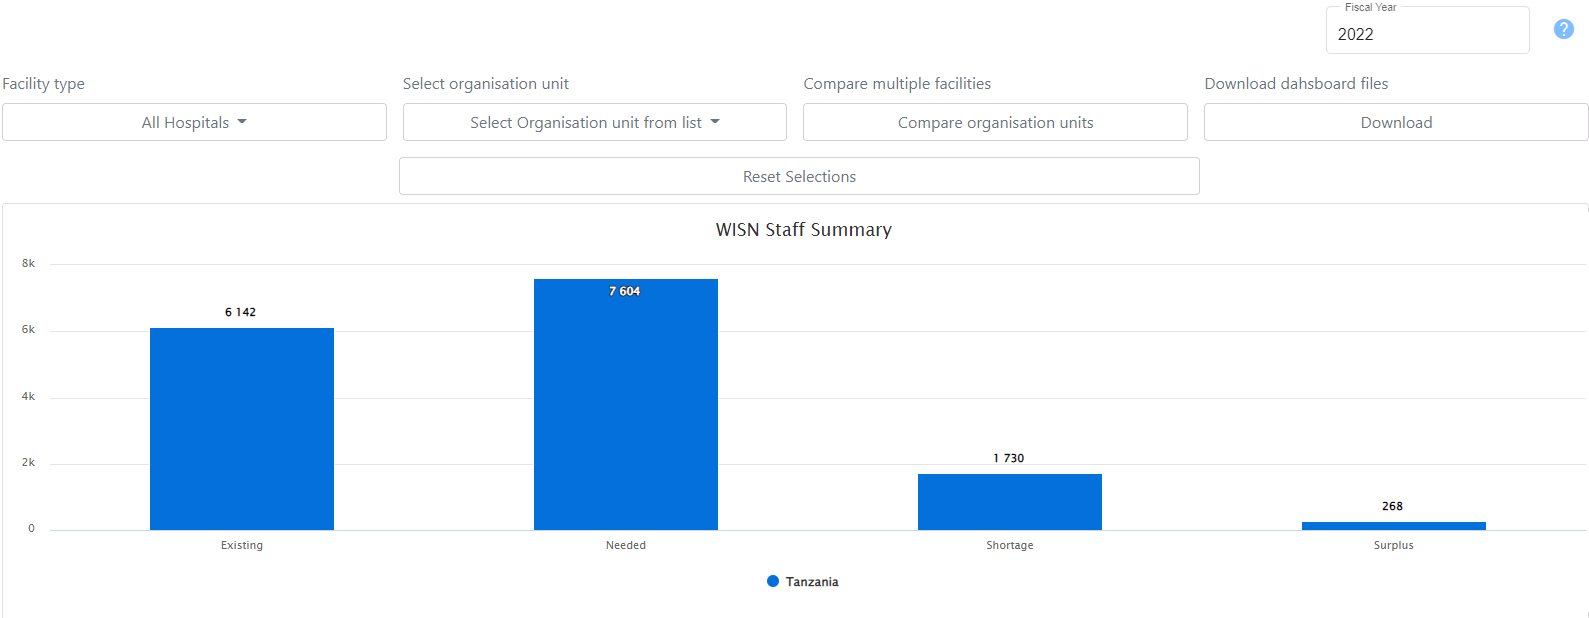 Fiscal Year
2022
?
Facility type
Select organisation unit
Compare multiple facilities
Download dahsboard files
All Hospitals
Select Organisation unit from list
Compare organisation units
Download
Reset Selections
WISN Staff Summary
8k
6k
4k
2k
0
6 142
7 604
1 730
268
Existing
Needed
Shortage
Surplus
Tanzania